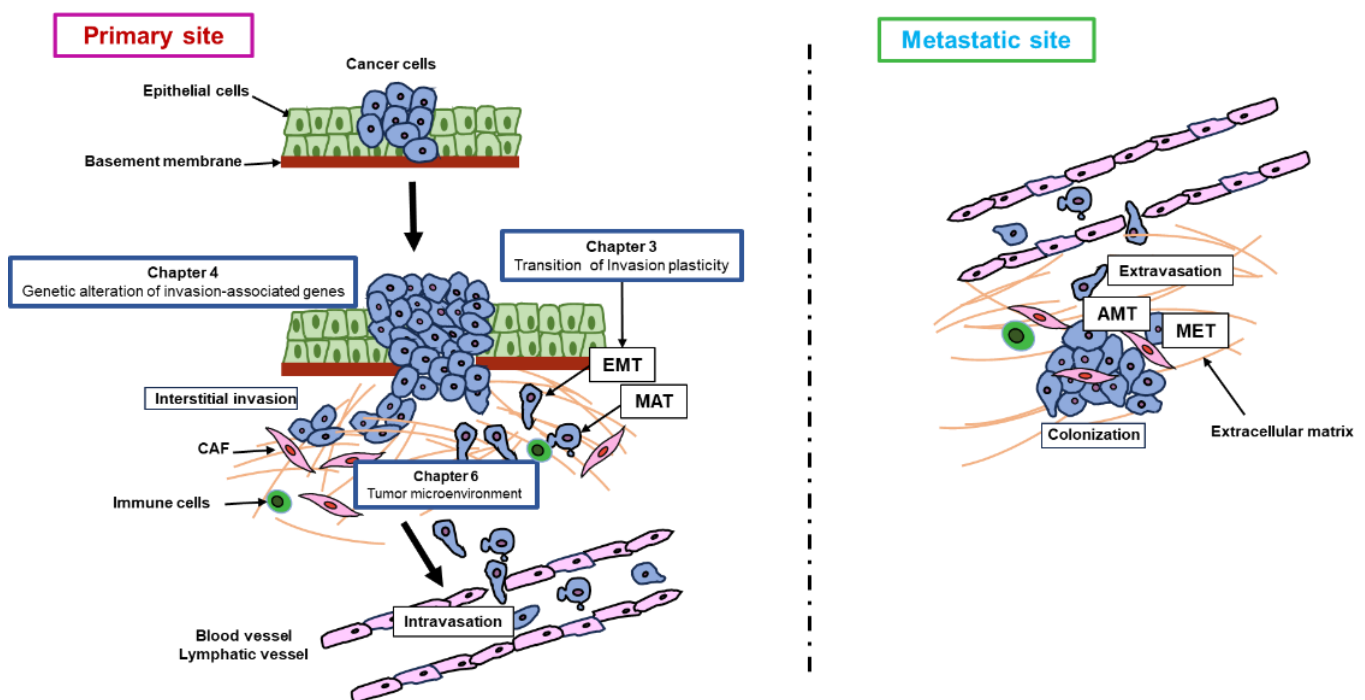 Primary site
Cancer cells
Epithelial cells
Basement membrane
Chapter 3
Transition of Invasion plasticity
Chapter 4
Genetic alteration of invasion-associated genes
EMT
MAT
Interstitial invasion
CAF
Chapter 6
Tumor microenvironment
Immune cells
Intravasation
Blood vessel
Lymphatic vessel
Metastatic site
Extravasation
AMT
MET
Colonization
Extracellular matrix